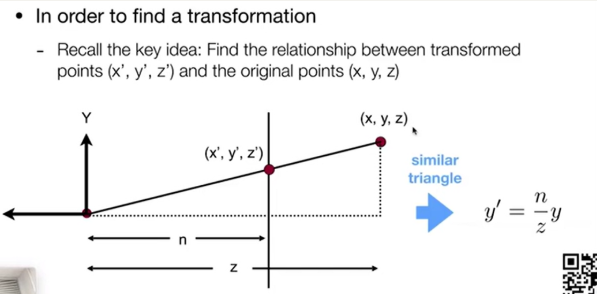 • In order to find a transformation
- Recall the key idea: Find the relationship between transformed
points (x', y', z') and the original points (x, y, z)
Y
(x, y, z)
(x', y', z')
similar
triangle
y' = n/z y
n
z